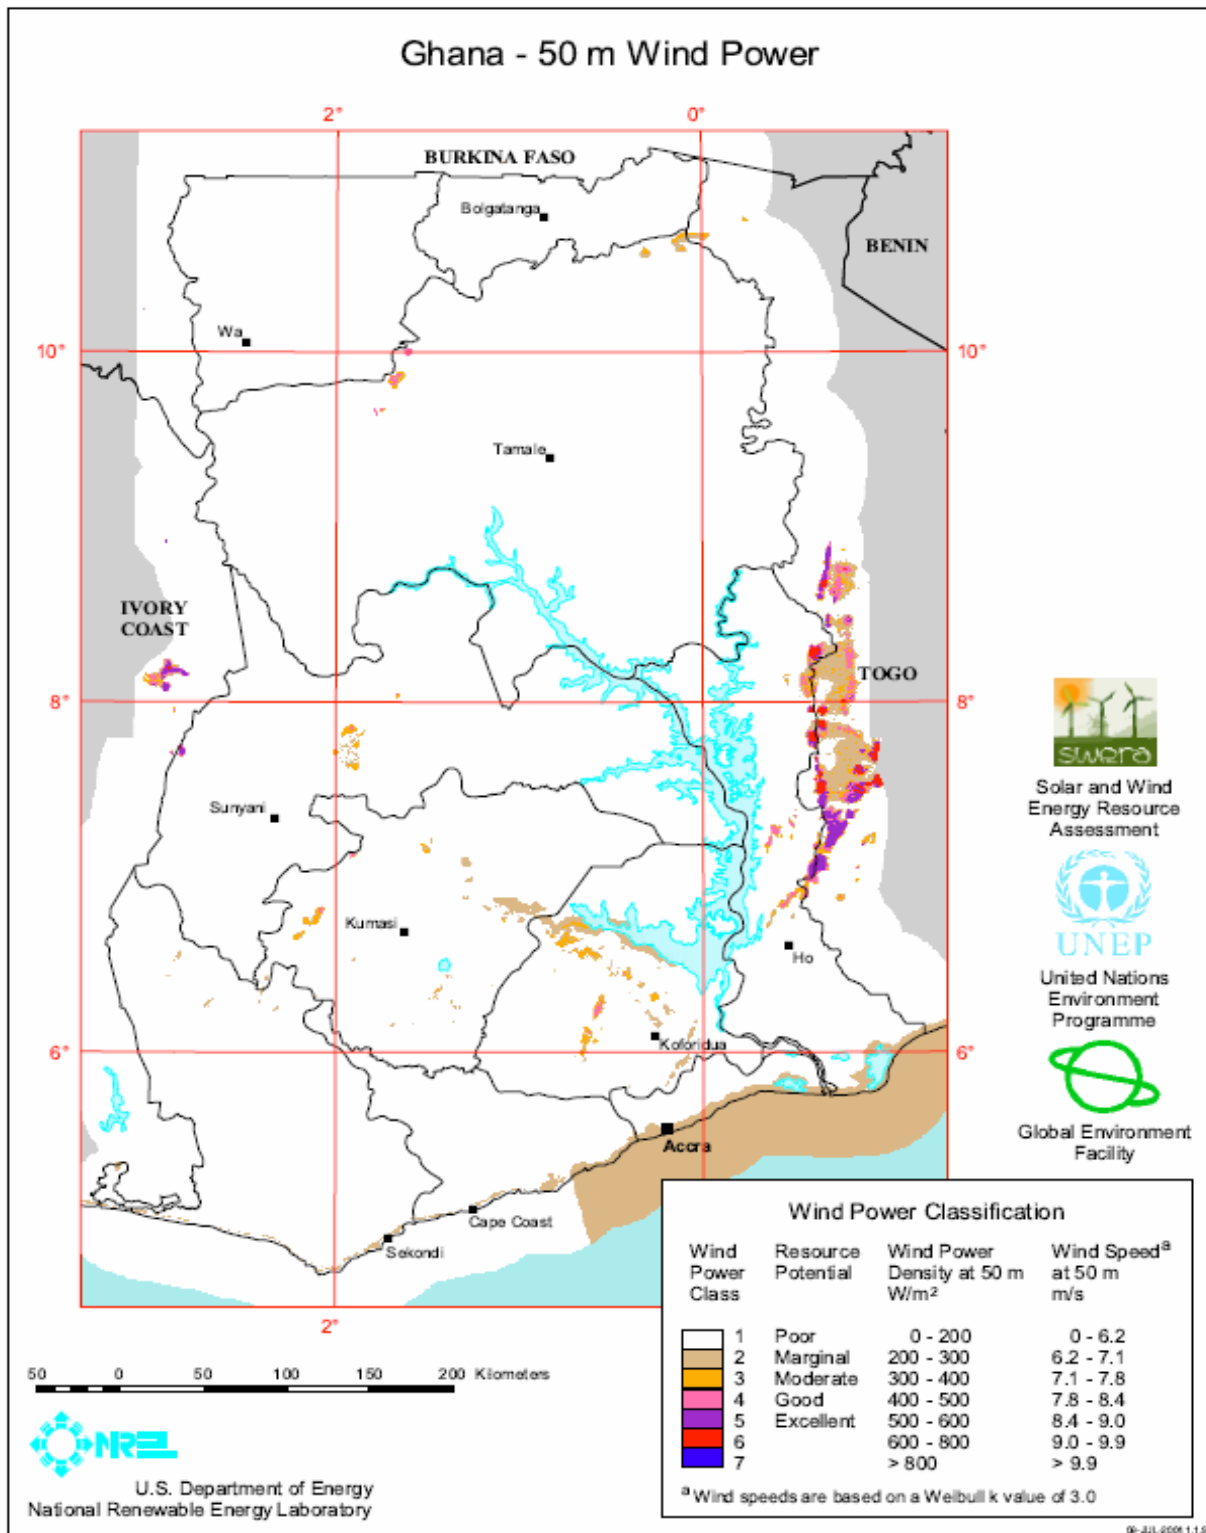 Ghana - 50 m Wind Power
2°
0°
BURKINA FASO
Bolgatanga
BENIN
Wa
10°
10°
Tamale
IVORY
COAST
TOGO
8°
8°
Sunyani
Kumasi
Ho
Koforidua
6°
6°
Accra
Cape Coast
Sekondi
2°
swera
Solar and Wind
Energy Resource
Assessment
UNEP
United Nations
Environment
Programme
Global Environment
Facility
Wind Power Classification
Wind Power Class
Resource Potential
Wind Power Density at 50 m W/m²
Wind Speedᵃ at 50 m m/s
1 Poor 0 - 200 0 - 6.2
2 Marginal 200 - 300 6.2 - 7.1
3 Moderate 300 - 400 7.1 - 7.8
4 Good 400 - 500 7.8 - 8.4
5 Excellent 500 - 600 8.4 - 9.0
6 600 - 800 9.0 - 9.9
7 > 800 > 9.9
ᵃ Wind speeds are based on a Weibull k value of 3.0
50 0 50 100 150 200 Kilometers
NREL
U.S. Department of Energy
National Renewable Energy Laboratory